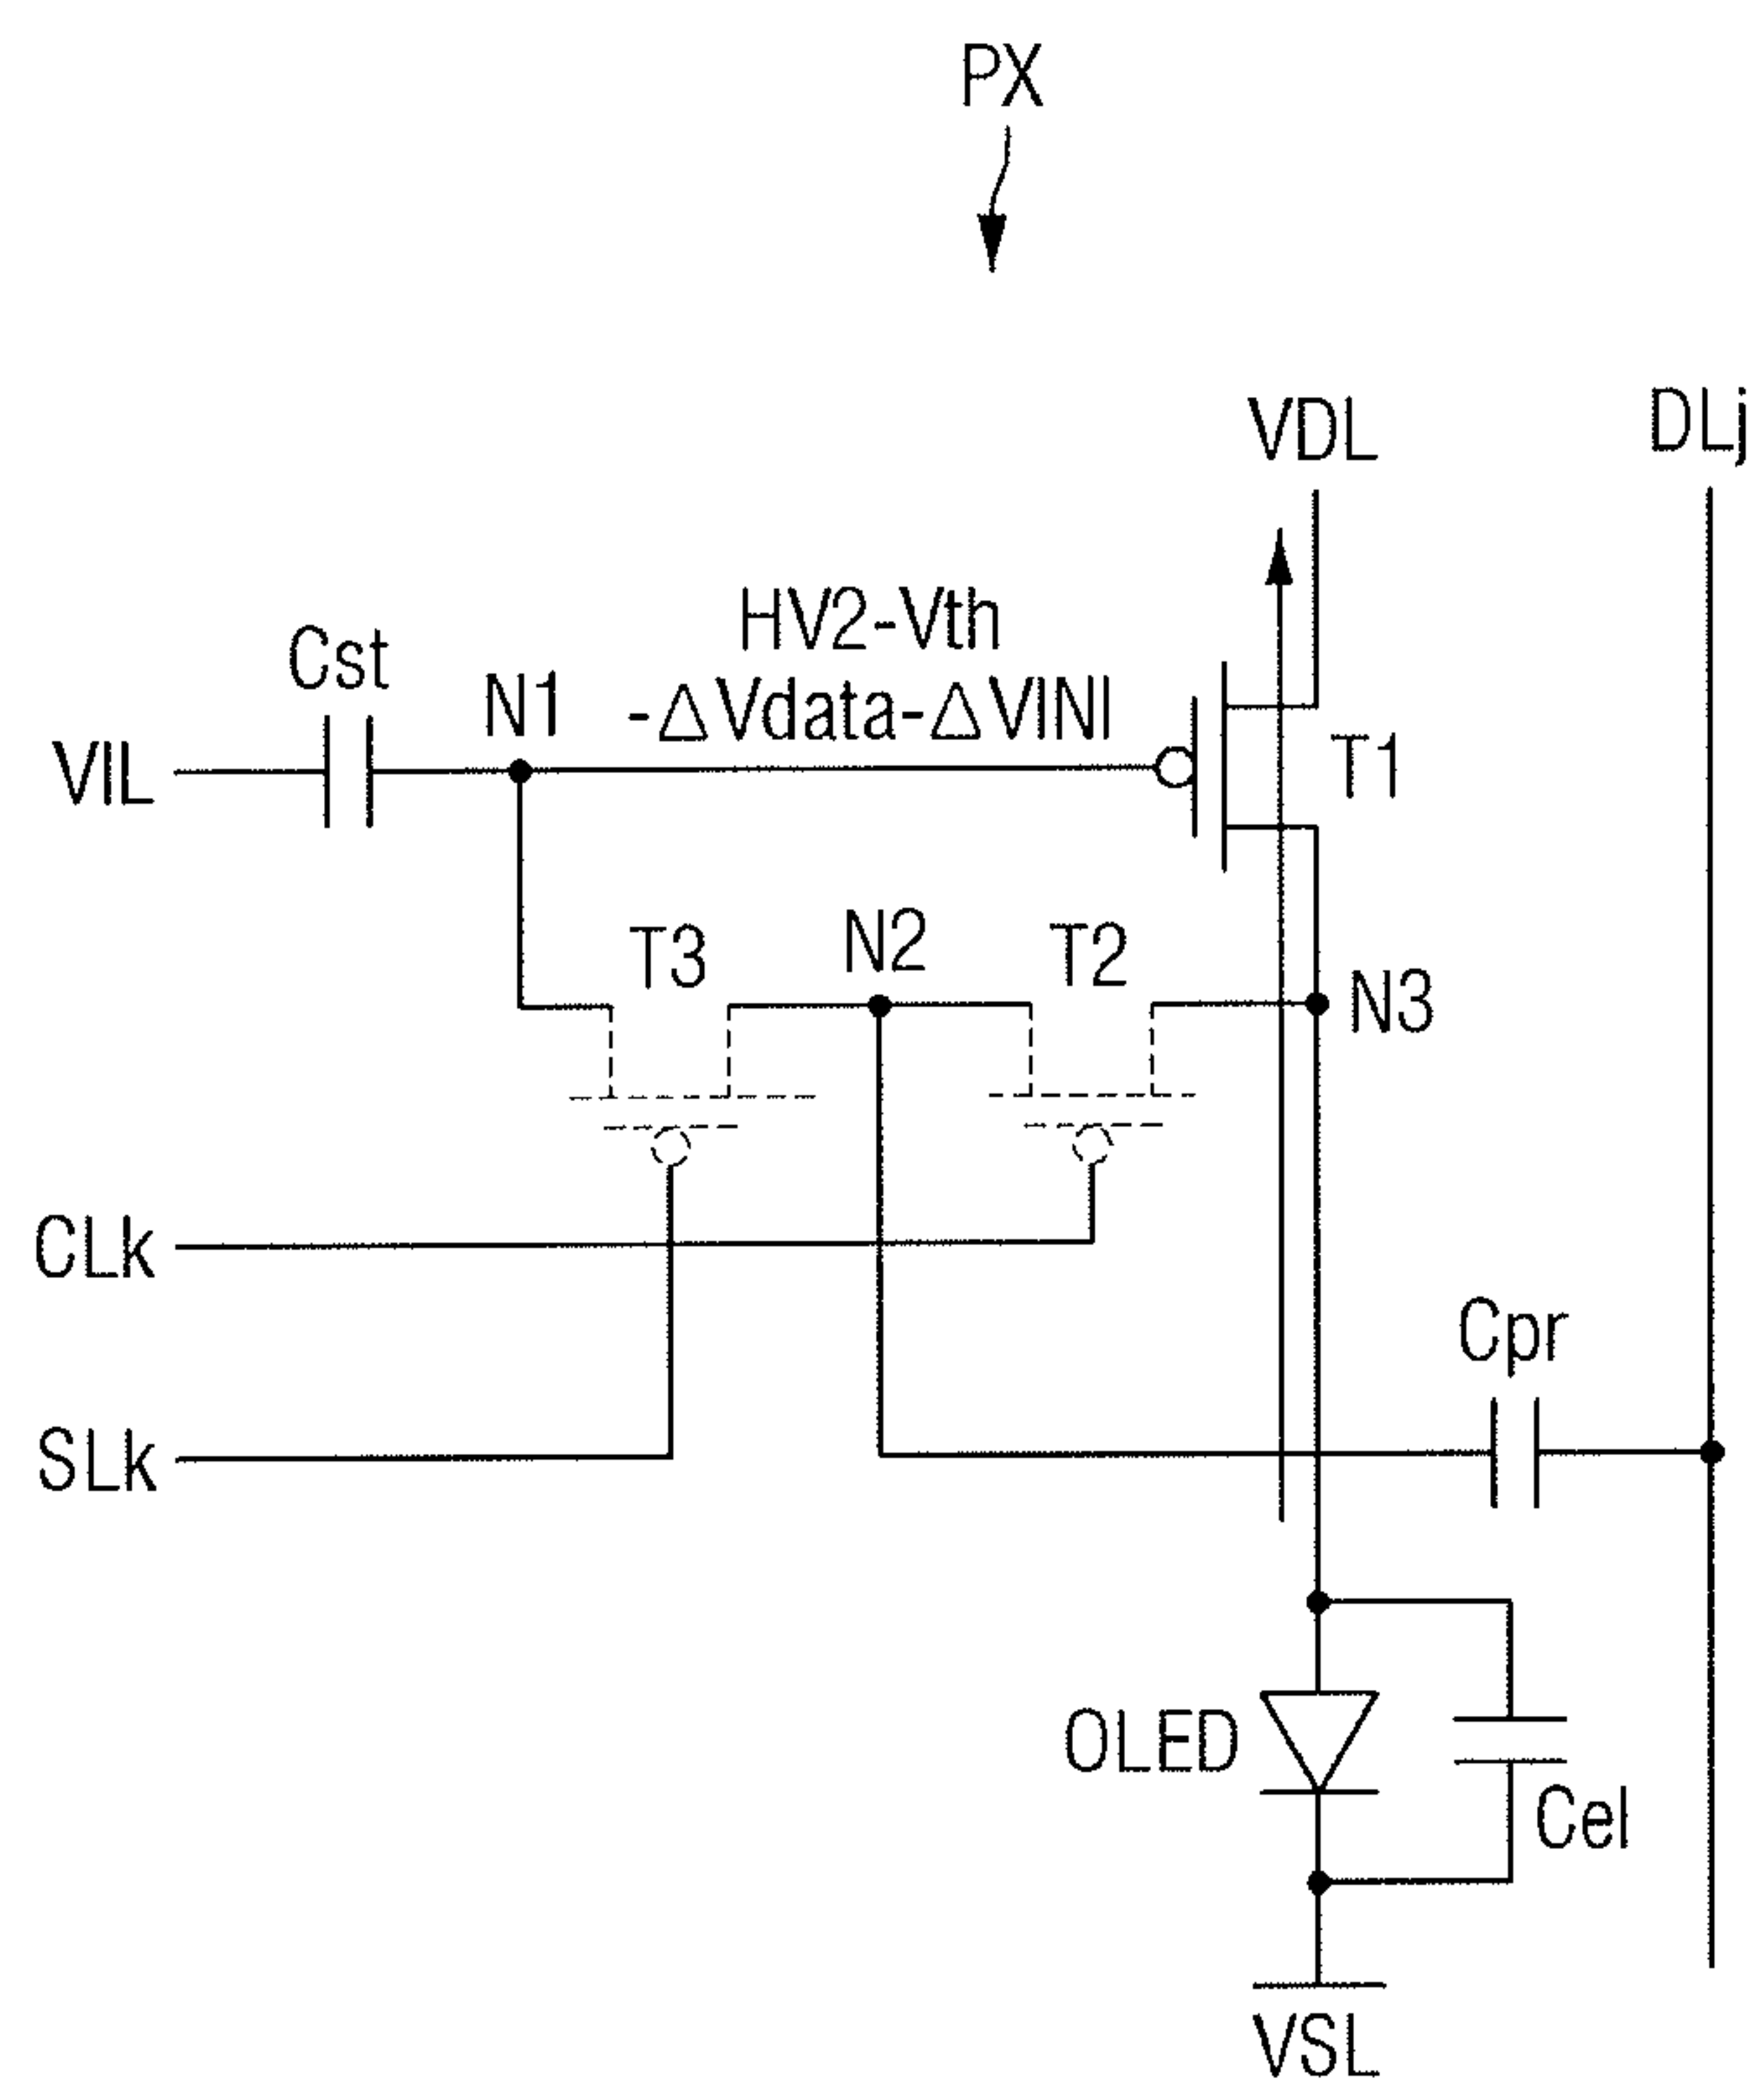 PX
VDL
DLj
HV2-Vth
-ΔVdata-ΔVINI
Cst
N1
VIL
T1
T3
N2
T2
N3
CLk
Cpr
SLk
OLED
Cel
VSL